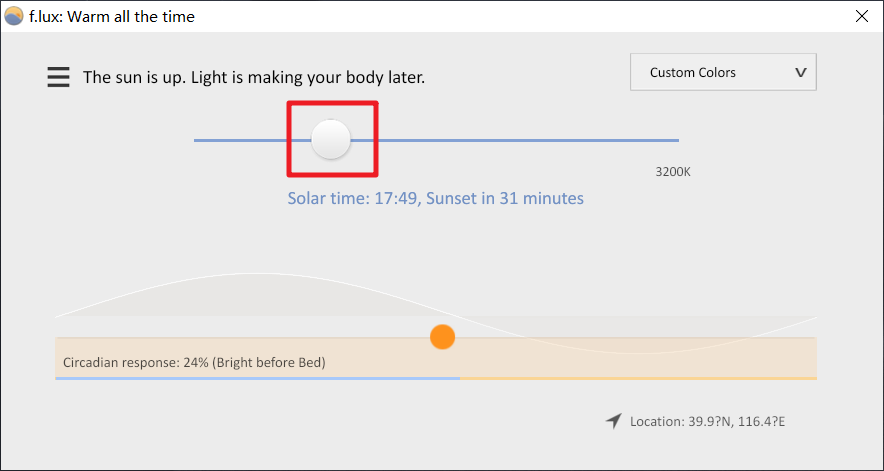 f.lux: Warm all the time
The sun is up. Light is making your body later.
Custom Colors
3200K
Solar time: 17:49, Sunset in 31 minutes
Circadian response: 24% (Bright before Bed)
Location: 39.9?N, 116.4?E